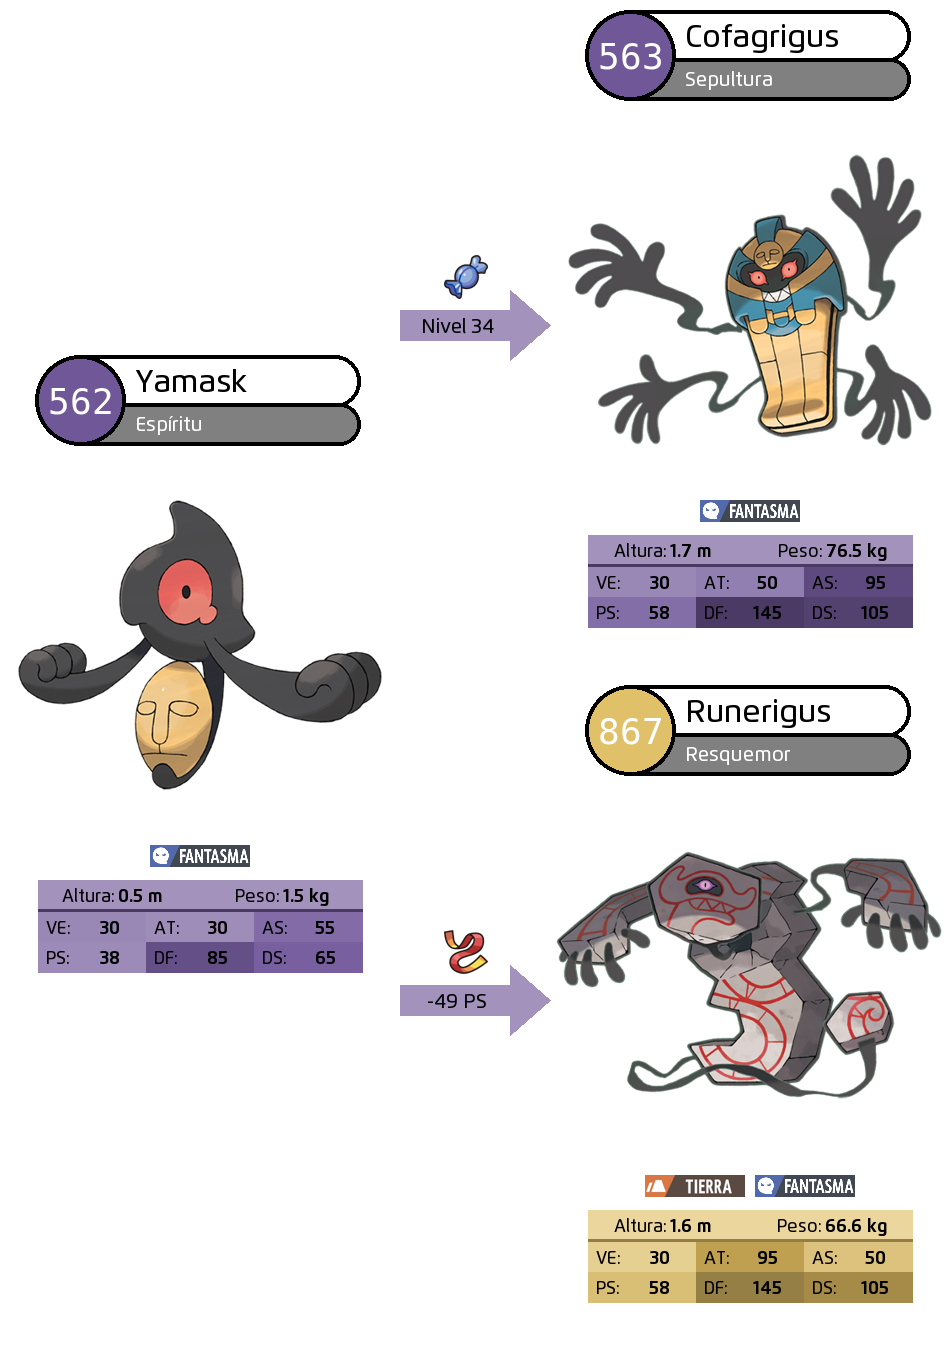 563
Cofagrigus
Sepultura
Nivel 34
562
Yamask
Espíritu
FANTASMA
Altura: 1.7 m Peso: 76.5 kg
VE: 30 AT: 50 AS: 95
PS: 58 DF: 145 DS: 105
867
Runerigus
Resquemor
FANTASMA
Altura: 0.5 m Peso: 1.5 kg
VE: 30 AT: 30 AS: 55
PS: 38 DF: 85 DS: 65
-49 PS
TIERRA FANTASMA
Altura: 1.6 m Peso: 66.6 kg
VE: 30 AT: 95 AS: 50
PS: 58 DF: 145 DS: 105